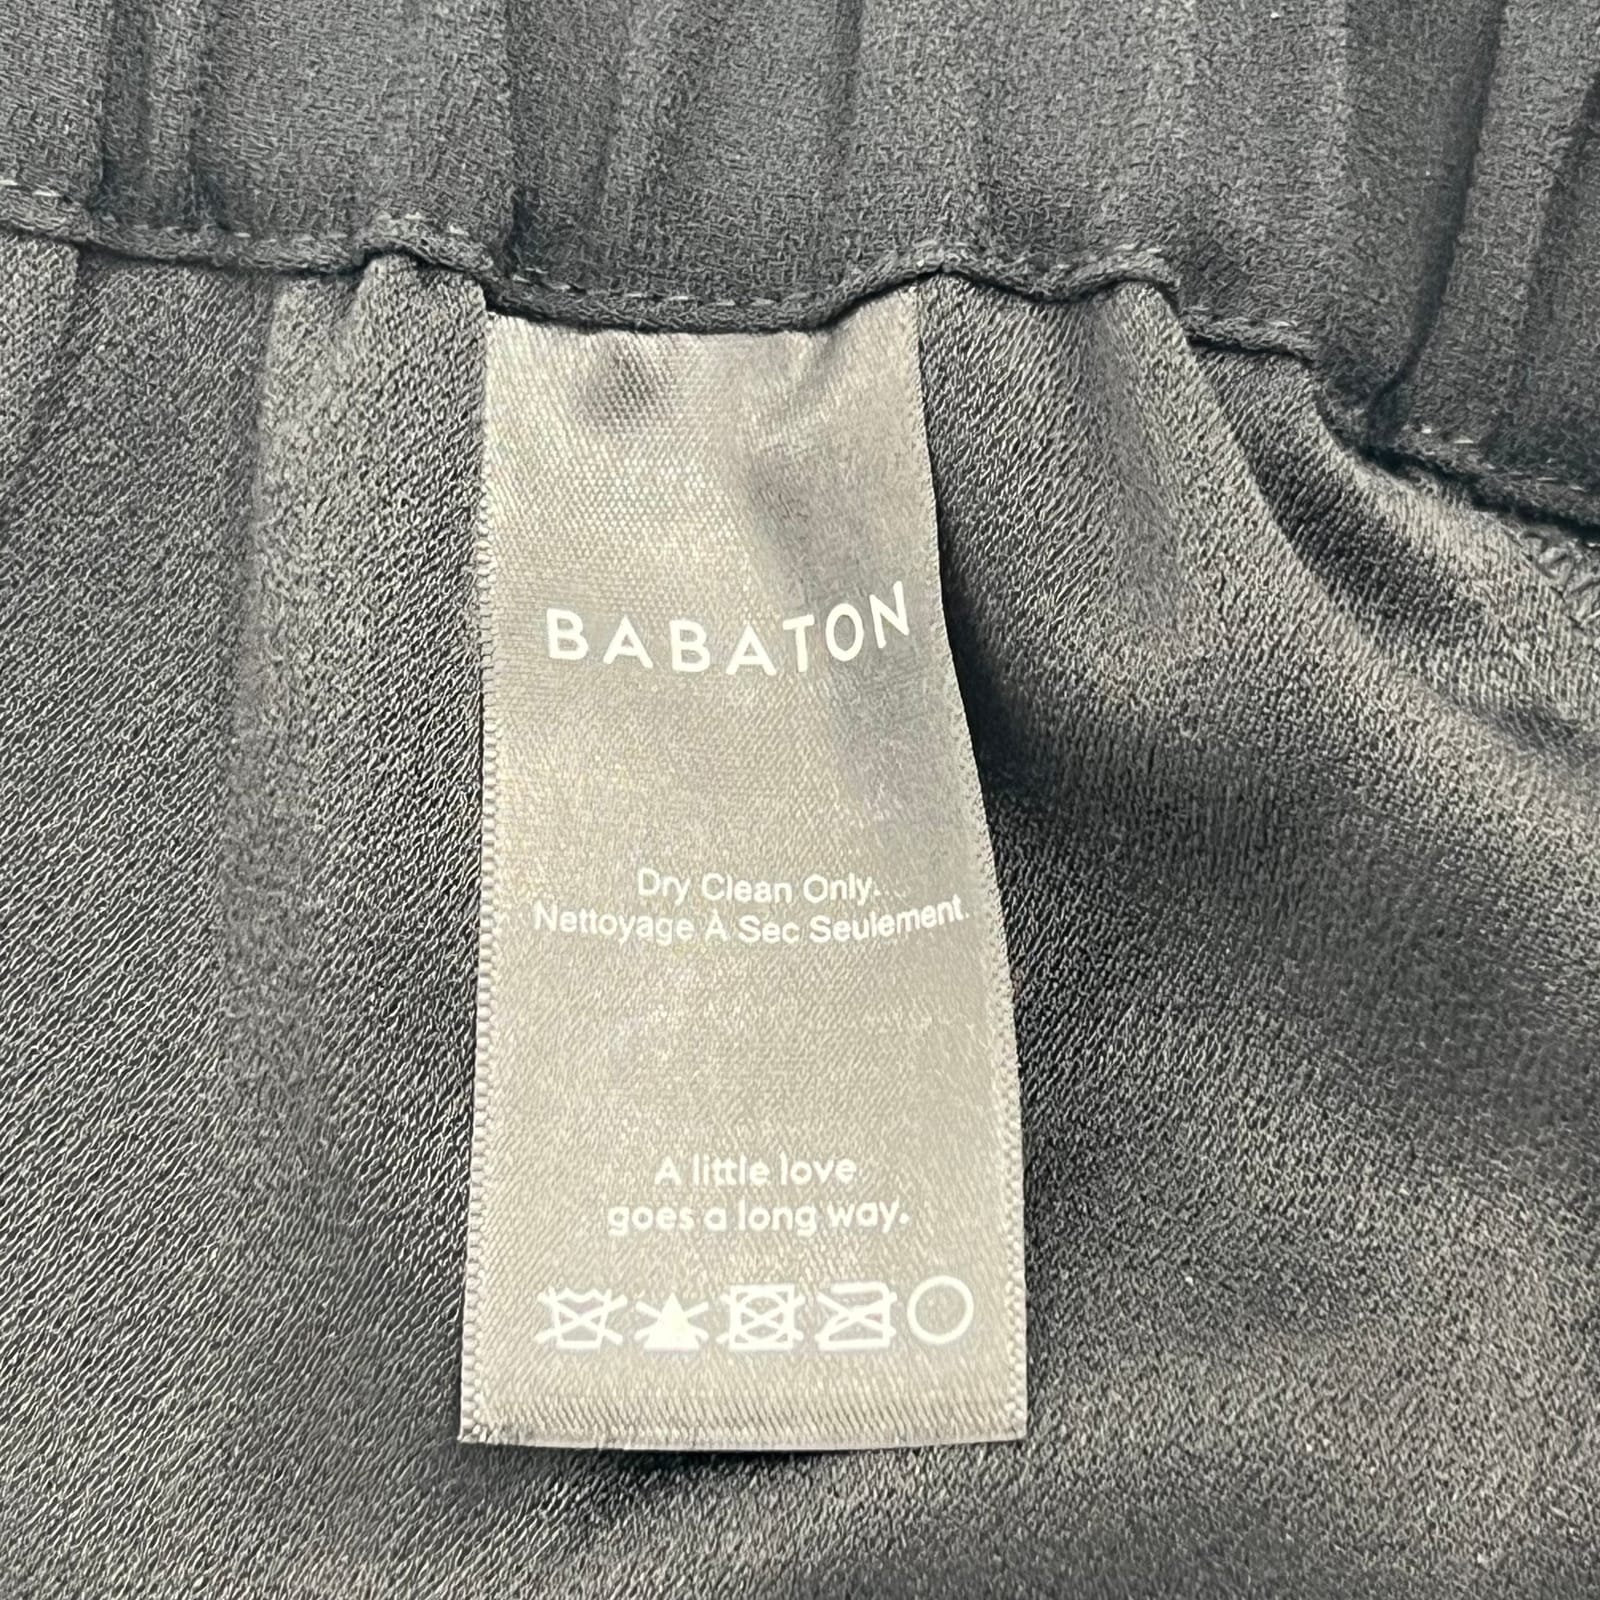 BABATON
Dry Clean Only.
Nettoyage À Sec Seulement.
A little love
goes a long way.